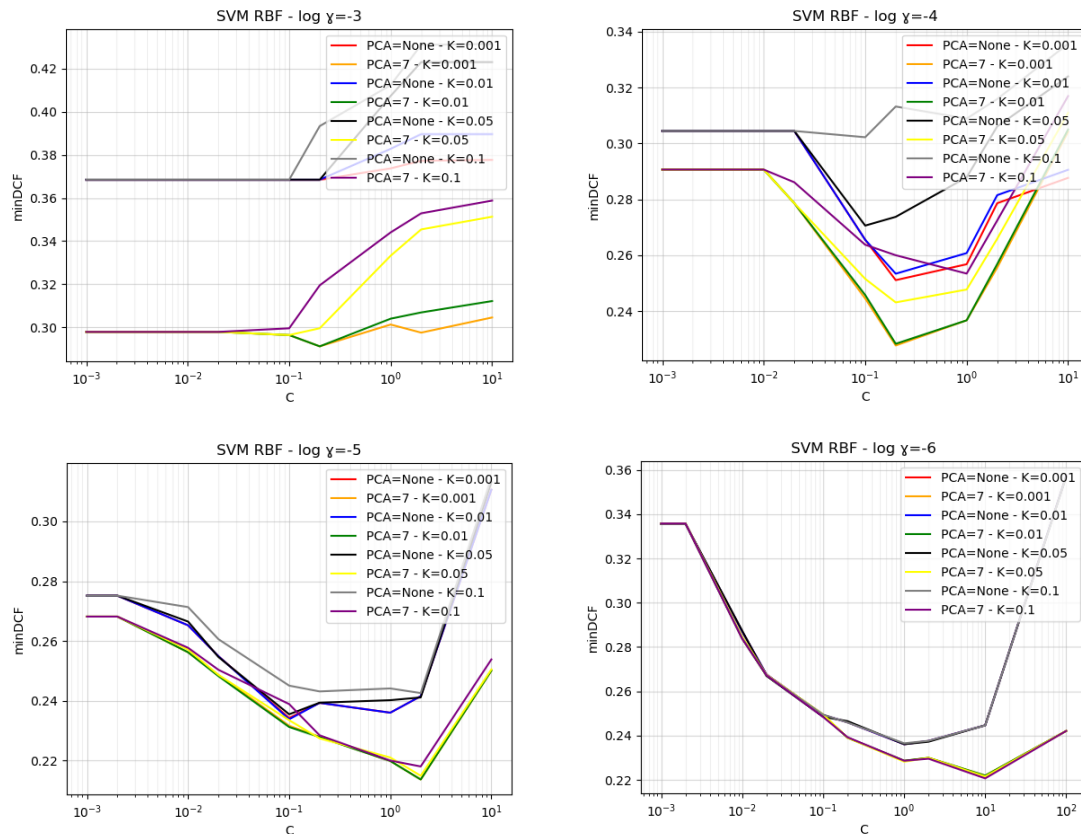 SVM RBF - log ɣ=-3
minDCF
0.42
0.40
0.38
0.36
0.34
0.32
0.30
PCA=None - K=0.001
PCA=7 - K=0.001
PCA=None - K=0.01
PCA=7 - K=0.01
PCA=None - K=0.05
PCA=7 - K=0.05
PCA=None - K=0.1
PCA=7 - K=0.1
10⁻³ 10⁻² 10⁻¹ 10⁰ 10¹
C
SVM RBF - log ɣ=-4
minDCF
0.34
0.32
0.30
0.28
0.26
0.24
PCA=None - K=0.001
PCA=7 - K=0.001
PCA=None - K=0.01
PCA=7 - K=0.01
PCA=None - K=0.05
PCA=7 - K=0.05
PCA=None - K=0.1
PCA=7 - K=0.1
10⁻³ 10⁻² 10⁻¹ 10⁰ 10¹
C
SVM RBF - log ɣ=-5
minDCF
0.30
0.28
0.26
0.24
0.22
PCA=None - K=0.001
PCA=7 - K=0.001
PCA=None - K=0.01
PCA=7 - K=0.01
PCA=None - K=0.05
PCA=7 - K=0.05
PCA=None - K=0.1
PCA=7 - K=0.1
10⁻³ 10⁻² 10⁻¹ 10⁰ 10¹
C
SVM RBF - log ɣ=-6
minDCF
0.36
0.34
0.32
0.30
0.28
0.26
0.24
0.22
PCA=None - K=0.001
PCA=7 - K=0.001
PCA=None - K=0.01
PCA=7 - K=0.01
PCA=None - K=0.05
PCA=7 - K=0.05
PCA=None - K=0.1
PCA=7 - K=0.1
10⁻³ 10⁻² 10⁻¹ 10⁰ 10¹ 10²
C